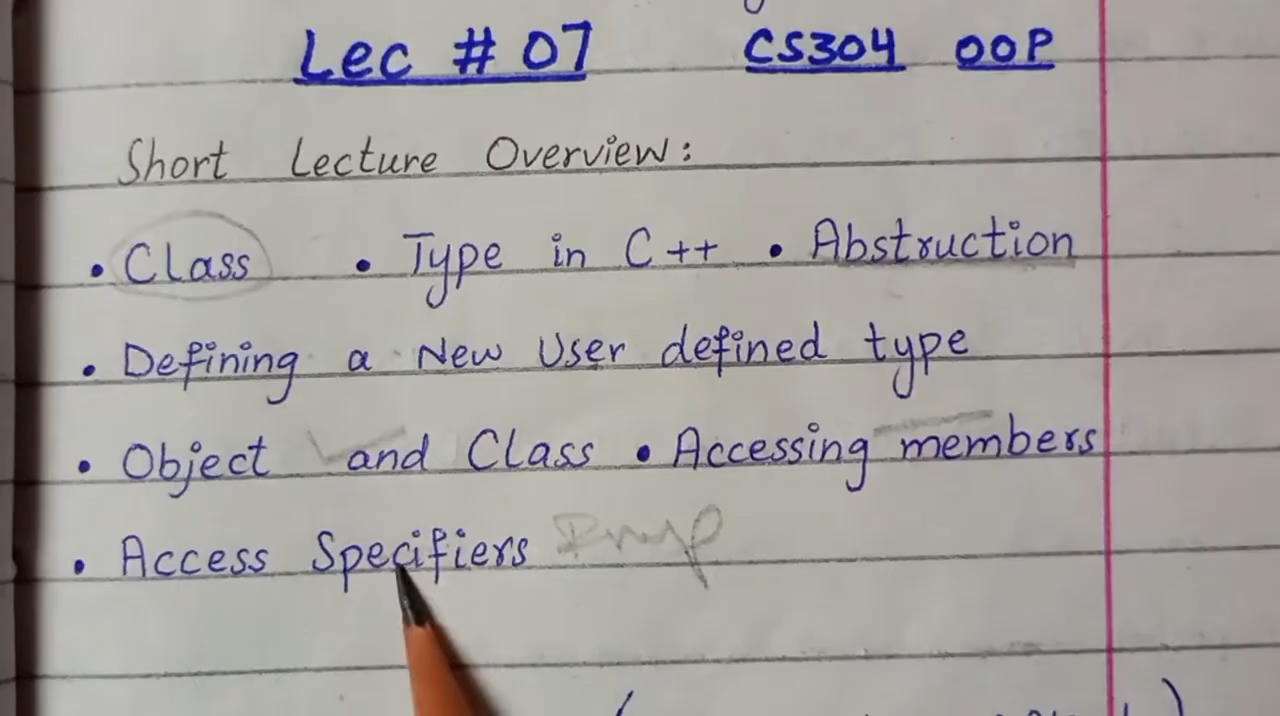 Lec # 07 CS304 OOP
Short Lecture Overview:
• Class • Type in C++ • Abstruction
• Defining a New User defined type
• Object and Class • Accessing members
• Access Specifiers Imp